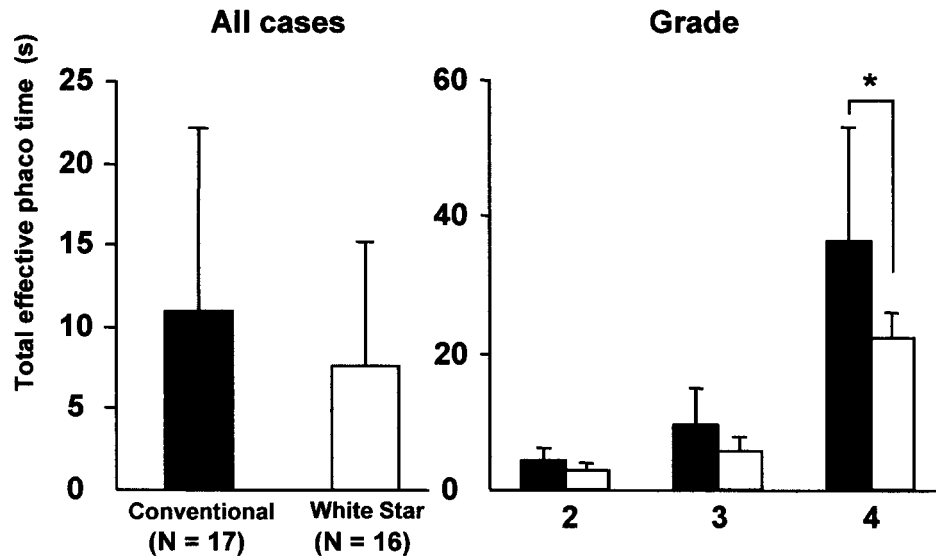 All cases
Grade
Total effective phaco time (s)
25
20
15
10
5
0
Conventional
(N = 17)
White Star
(N = 16)
60
40
20
0
*
2
3
4